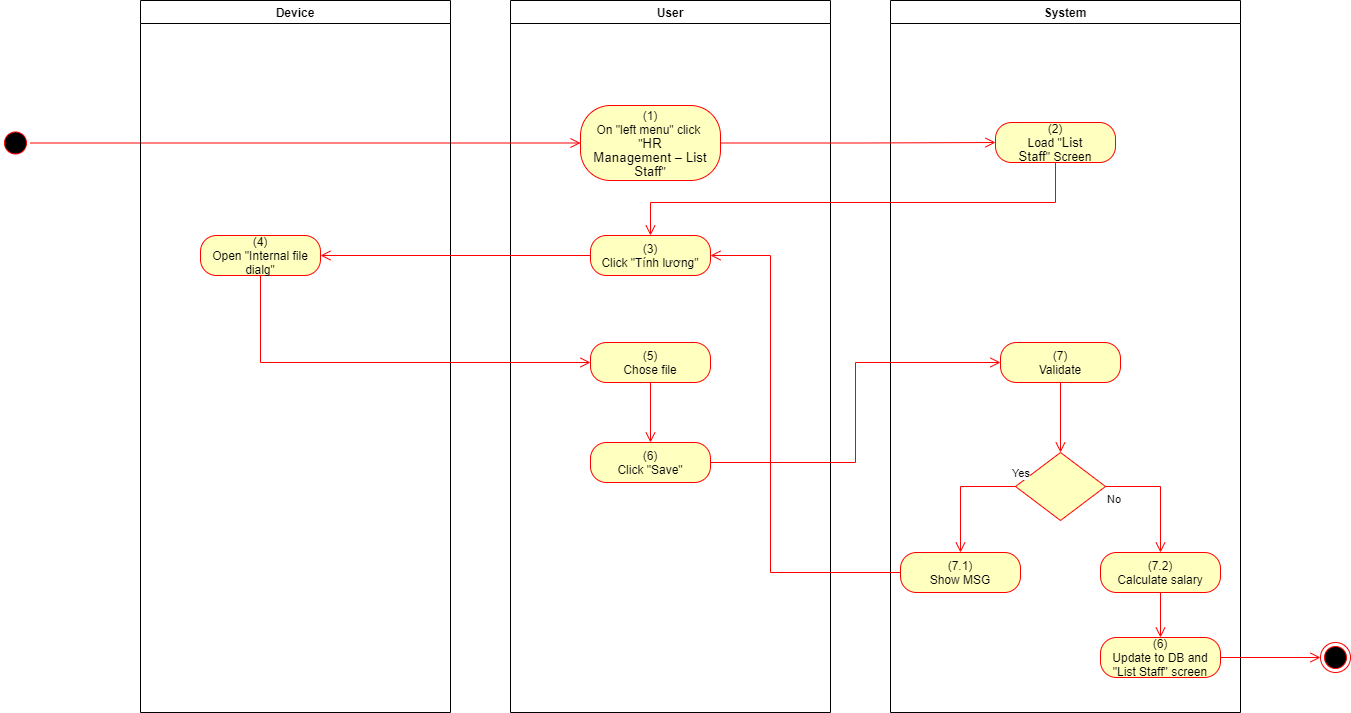 Device
User
System
(1)
On "left menu" click
"HR
Management – List
Staff"
(2)
Load "List
Staff" Screen
(3)
Click "Tính lương"
(4)
Open "Internal file
dialg"
(5)
Chose file
(6)
Click "Save"
(7)
Validate
Yes
No
(7.1)
Show MSG
(7.2)
Calculate salary
(6)
Update to DB and
"List Staff" screen